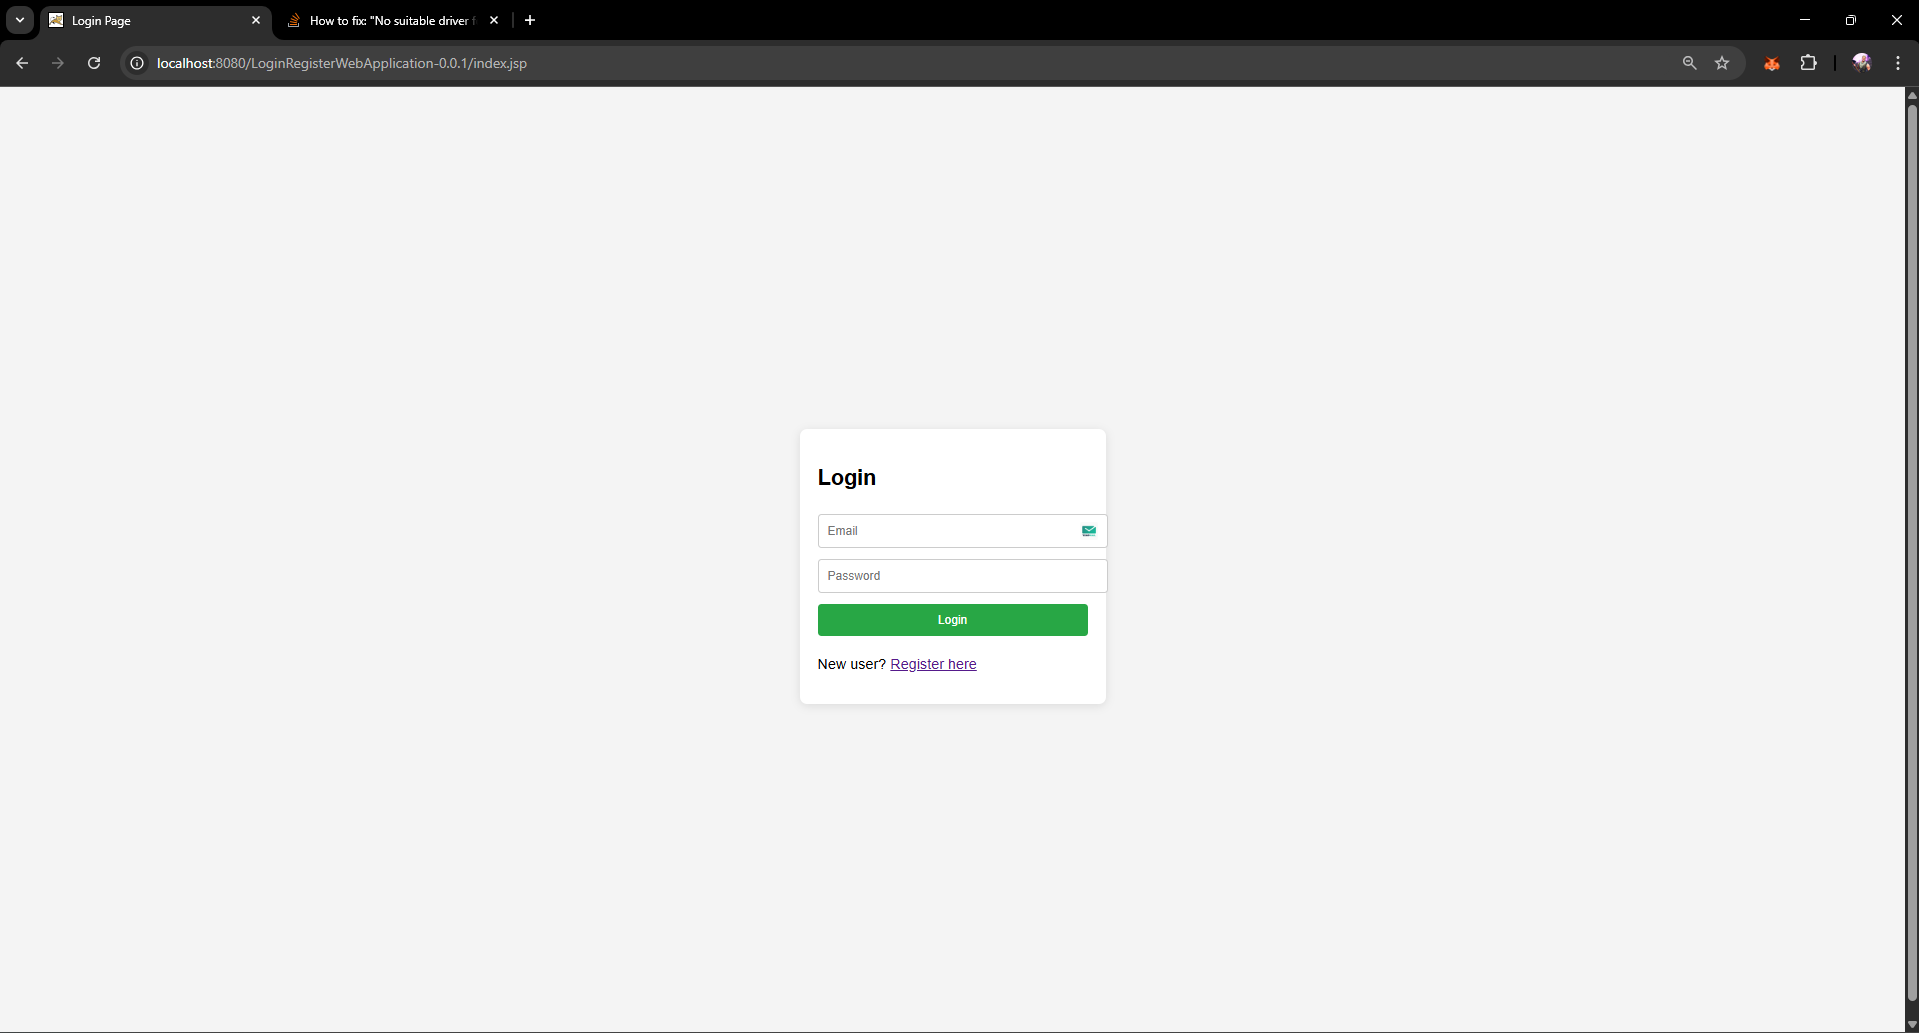 Login Page
How to fix: "No suitable driver
localhost:8080/LoginRegisterWebApplication-0.0.1/index.jsp
Login
Email
Password
Login
New user? Register here